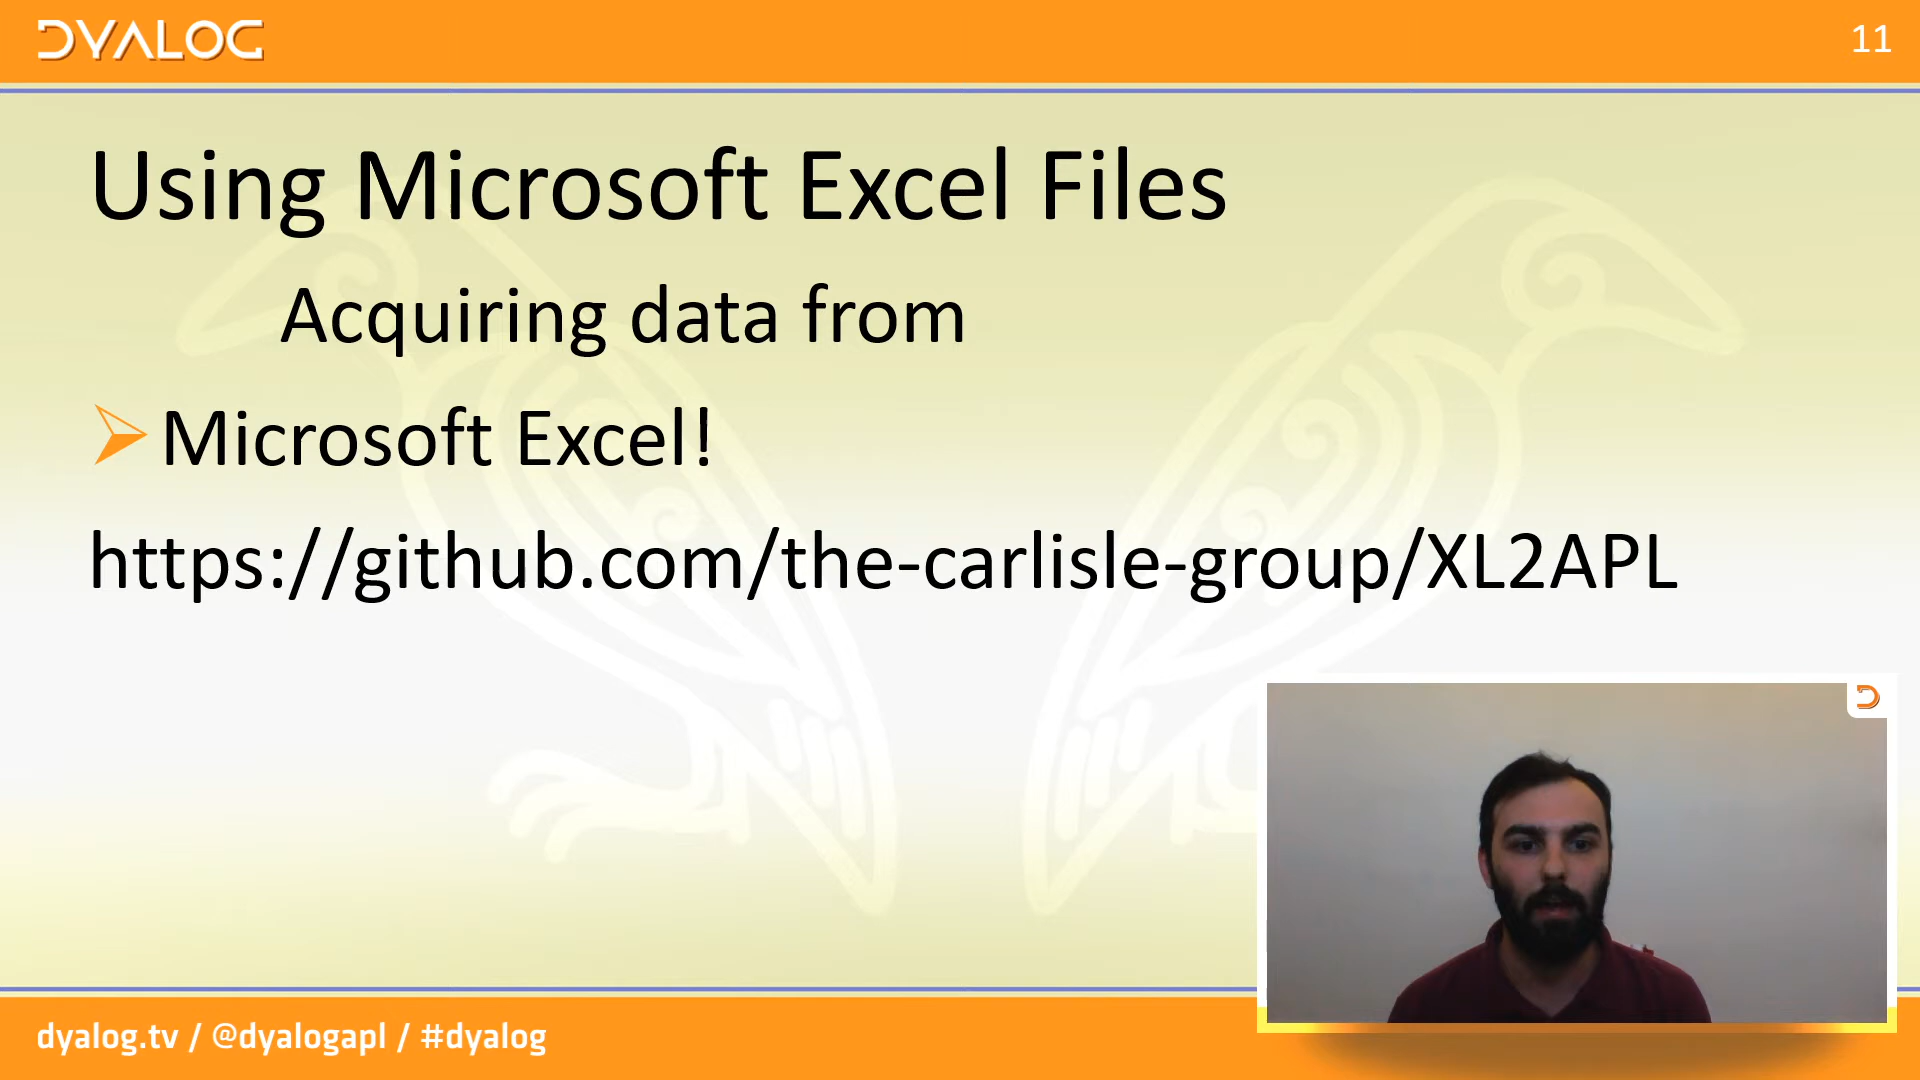 DYALOG
11
Using Microsoft Excel Files
Acquiring data from
Microsoft Excel!
https://github.com/the-carlisle-group/XL2APL
dyalog.tv / @dyalogapl / #dyalog